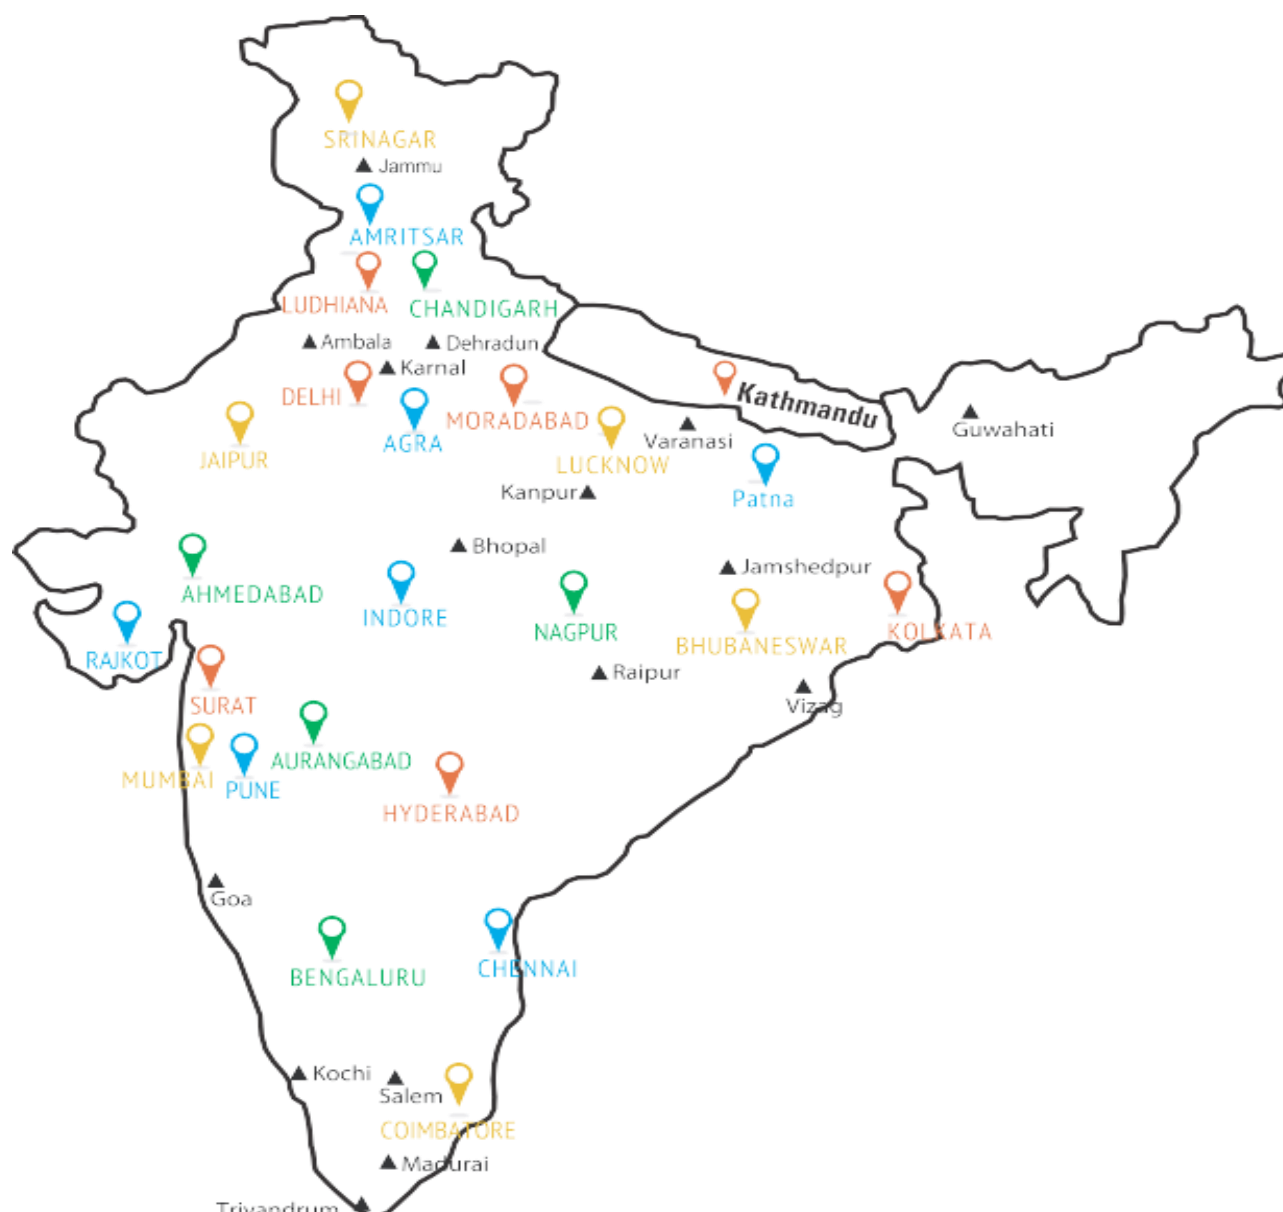 SRINAGAR
Jammu
AMRITSAR
LUDHIANA
CHANDIGARH
Ambala
Dehradun
Karnal
DELHI
MORADABAD
Kathmandu
JAIPUR
AGRA
LUCKNOW
Varanasi
Guwahati
Kanpur
Patna
Bhopal
Jamshedpur
AHMEDABAD
INDORE
NAGPUR
BHUBANESWAR
KOLKATA
RAJKOT
Raipur
SURAT
Vizag
AURANGABAD
MUMBAI
PUNE
HYDERABAD
Goa
BENGALURU
CHENNAI
Kochi
Salem
COIMBATORE
Madurai
Trivandrum